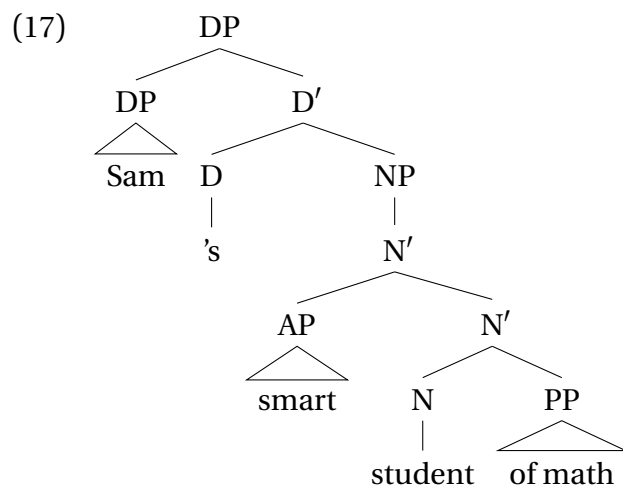 (17) DP
DP D′
Sam D NP
’s N′
AP N′
smart N PP
student of math